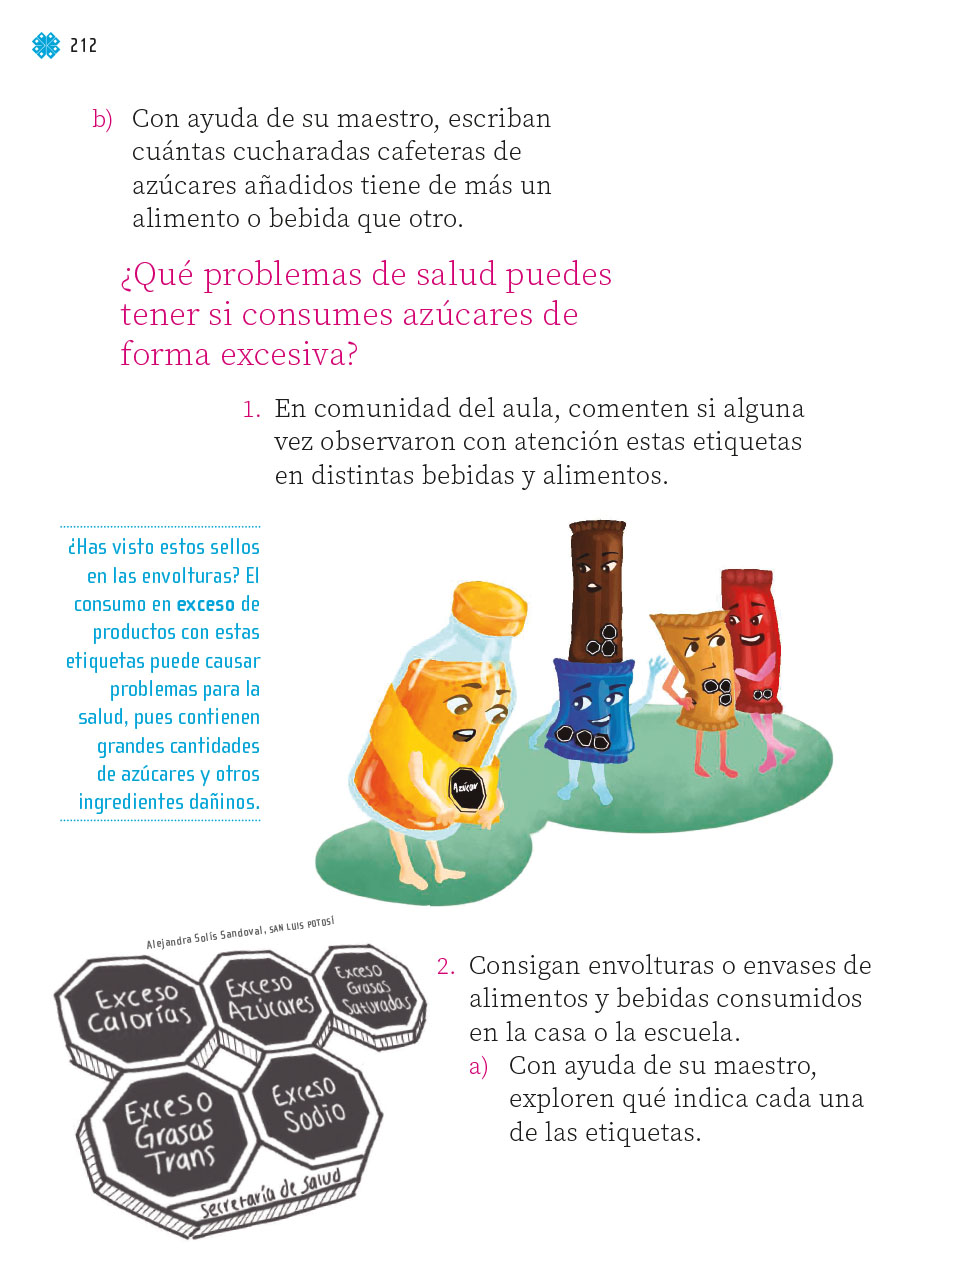 212
b) Con ayuda de su maestro, escriban
cuántas cucharadas cafeteras de
azúcares añadidos tiene de más un
alimento o bebida que otro.
¿Qué problemas de salud puedes
tener si consumes azúcares de
forma excesiva?
1. En comunidad del aula, comenten si alguna
vez observaron con atención estas etiquetas
en distintas bebidas y alimentos.
¿Has visto estos sellos
en las envolturas? El
consumo en exceso de
productos con estas
etiquetas puede causar
problemas para la
salud, pues contienen
grandes cantidades
de azúcares y otros
ingredientes dañinos.
Azúcar
Alejandra Solís Sandoval, SAN LUIS POTOSÍ
Exceso
Calorías
Exceso
Azúcares
Exceso
Grasas
Saturadas
Exceso
Grasas
Trans
Exceso
Sodio
Secretaría de Salud
2. Consigan envolturas o envases de
alimentos y bebidas consumidos
en la casa o la escuela.
a) Con ayuda de su maestro,
exploren qué indica cada una
de las etiquetas.